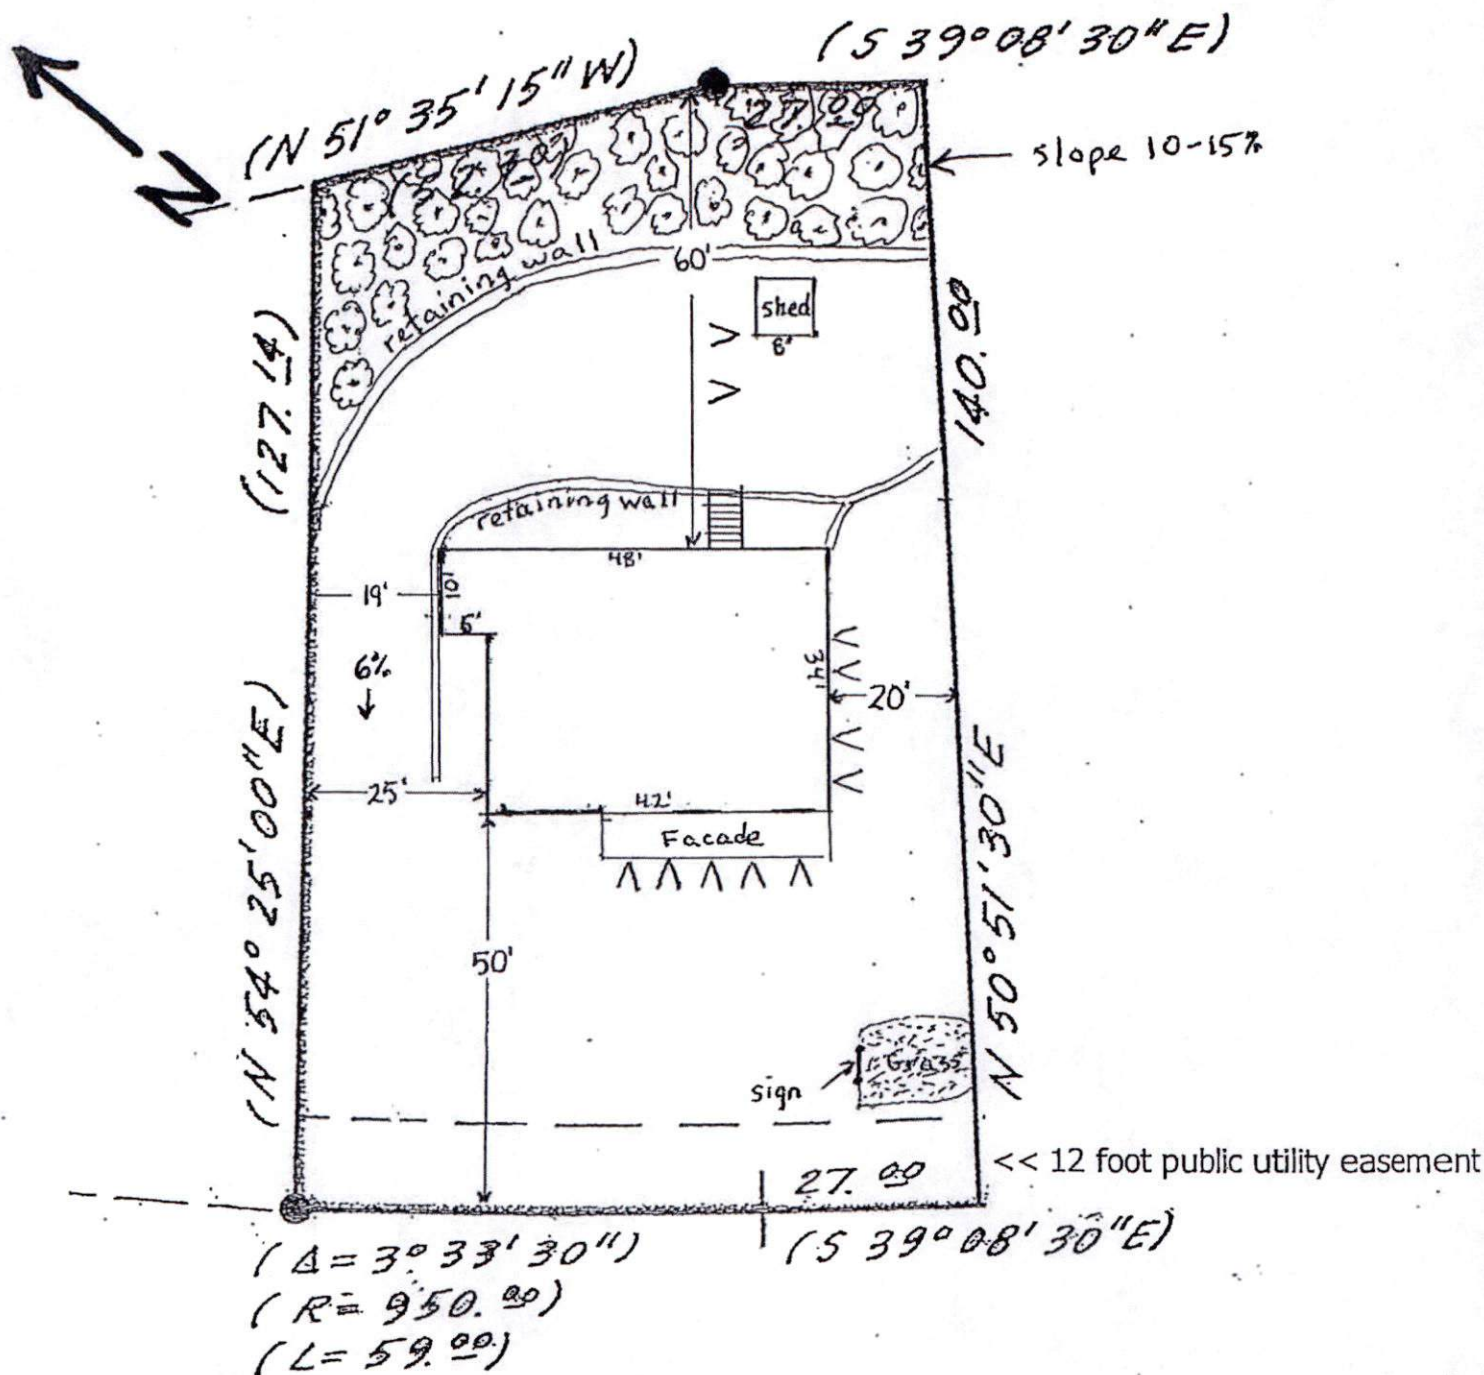 (S 39° 08' 30" E)
(N 51° 35' 15" W)
N
27.00
slope 10-15%
retaining wall
60'
shed
8'
(127.14)
140.00
retaining wall
48'
19'
10'
6'
6%
34'
20'
25'
42'
Facade
(N 54° 25' 00" E)
50'
N 50° 51' 30" E
Grass
sign
<< 12 foot public utility easement
27.00
(Δ = 3° 33' 30")
(S 39° 08' 30" E)
(R = 950.00)
(L = 59.00)